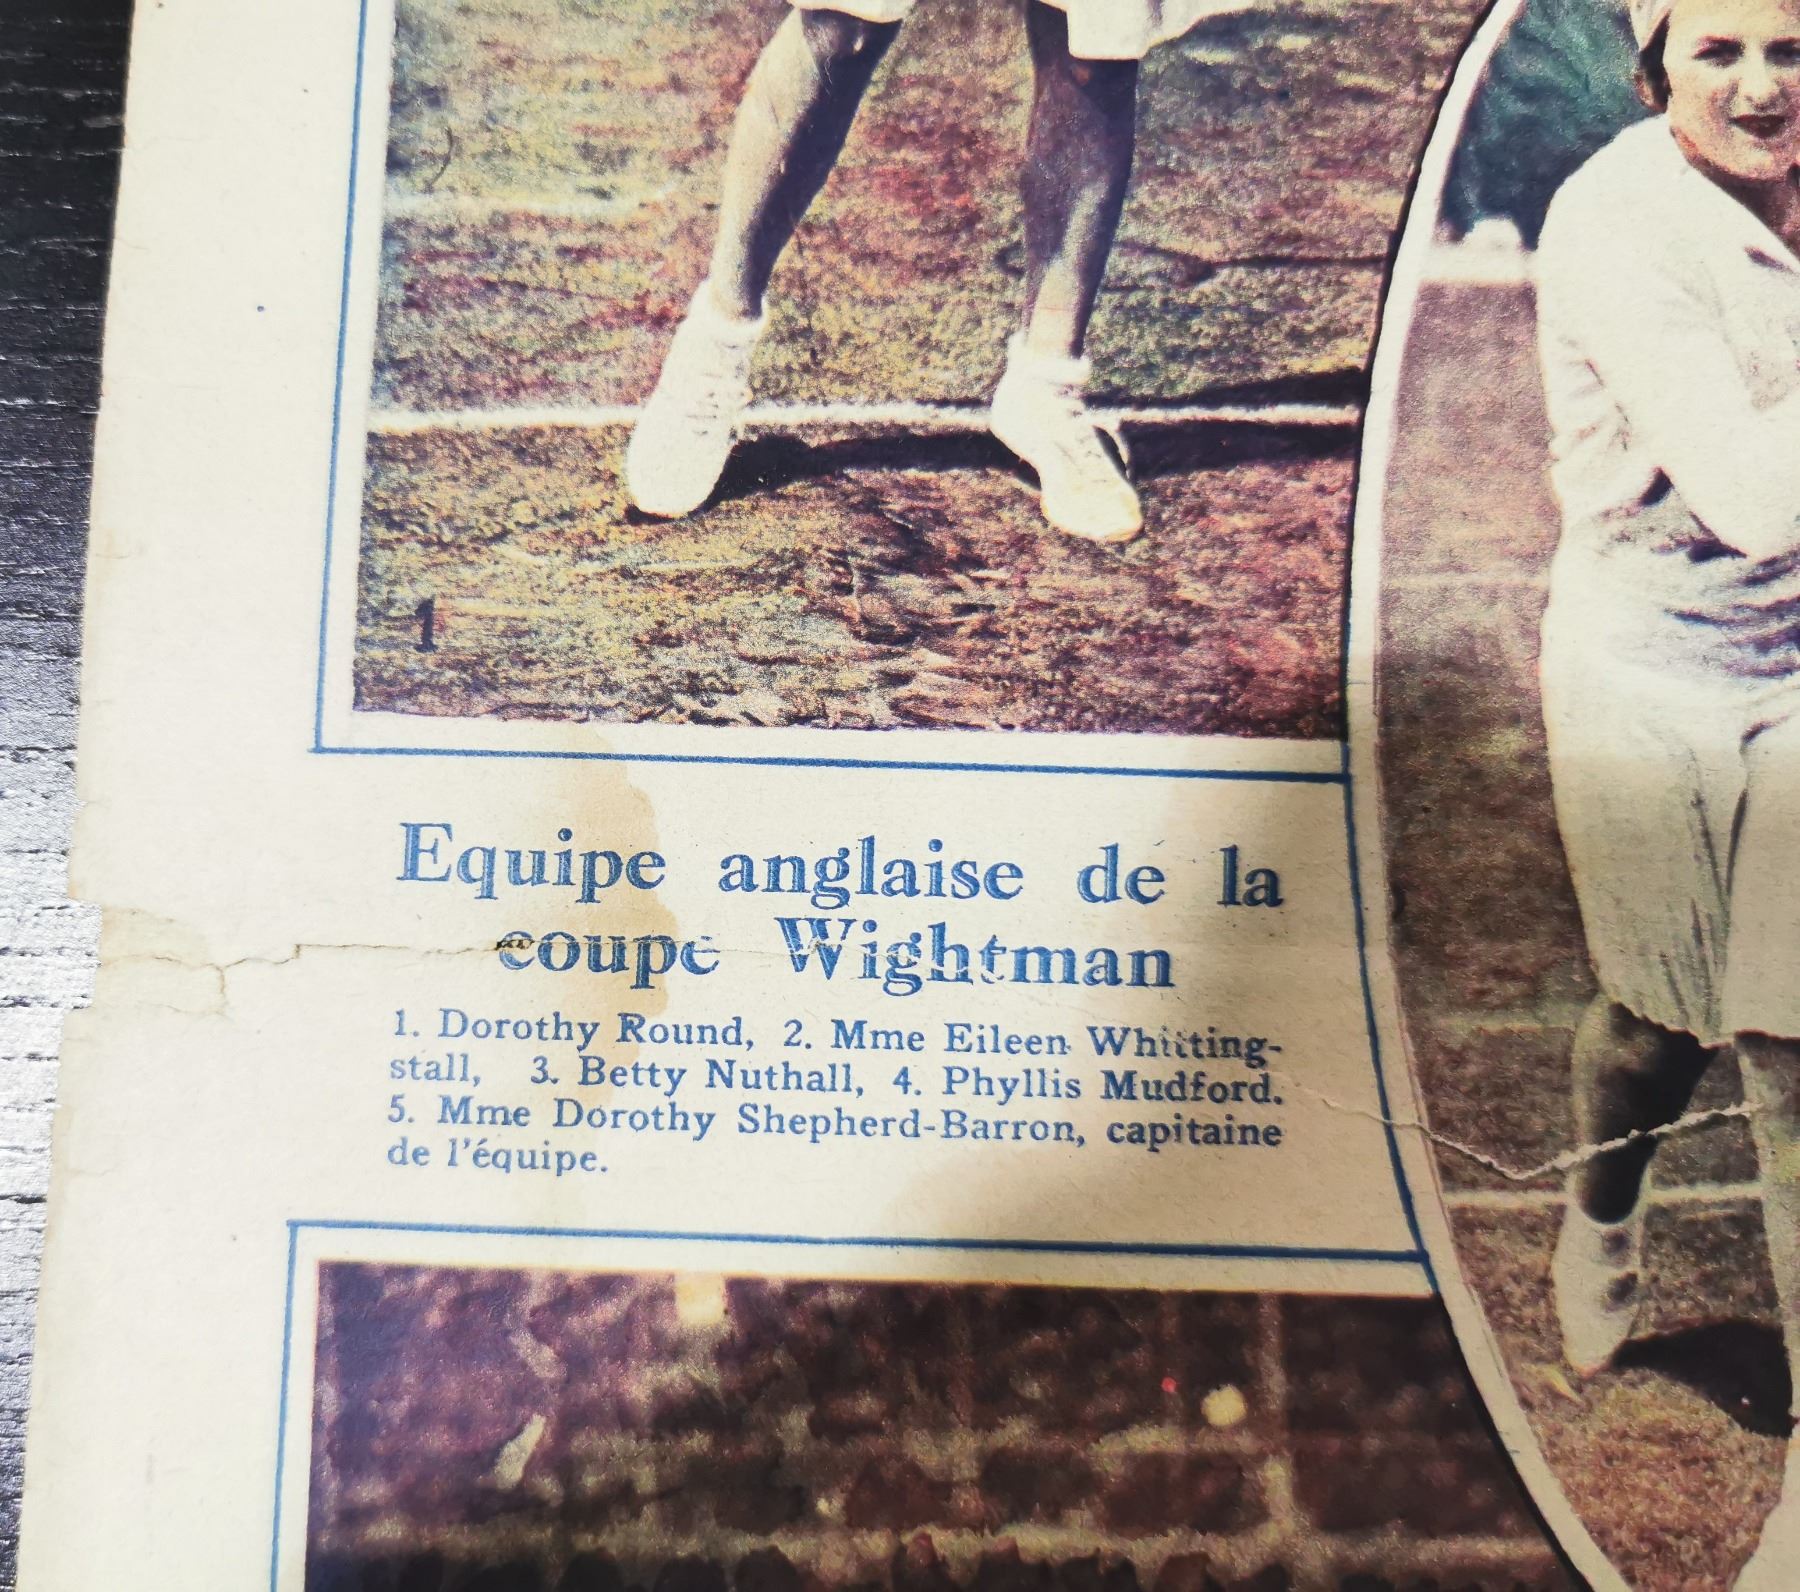 1
Equipe anglaise de la
coupe Wightman
1. Dorothy Round, 2. Mme Eileen Whitting-
stall, 3. Betty Nuthall, 4. Phyllis Mudford.
5. Mme Dorothy Shepherd-Barron, capitaine
de l'équipe.